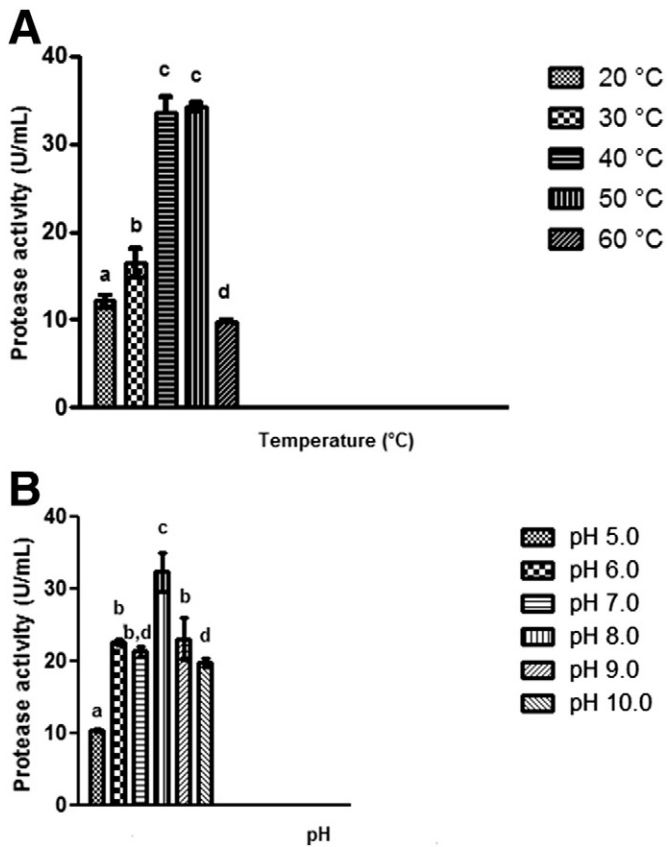 A
Protease activity (U/mL)
40
30
20
10
0
a
b
c
c
d
Temperature (°C)
20 °C
30 °C
40 °C
50 °C
60 °C
B
Protease activity (U/mL)
40
30
20
10
0
a
b
b,d
c
b
d
pH
pH 5.0
pH 6.0
pH 7.0
pH 8.0
pH 9.0
pH 10.0